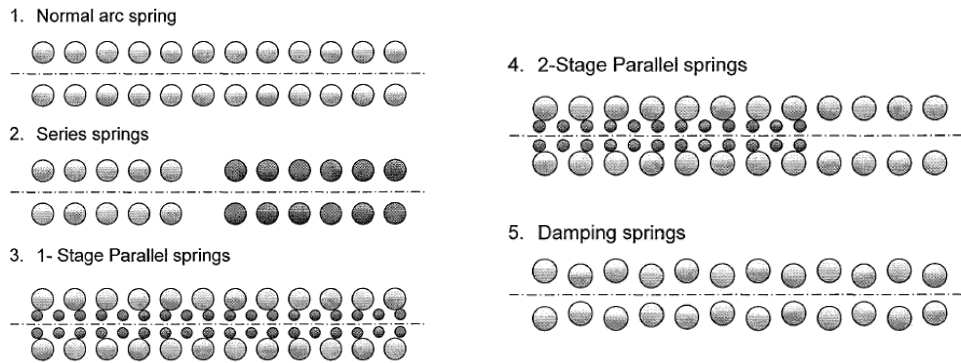 1. Normal arc spring
2. Series springs
3. 1- Stage Parallel springs
4. 2-Stage Parallel springs
5. Damping springs